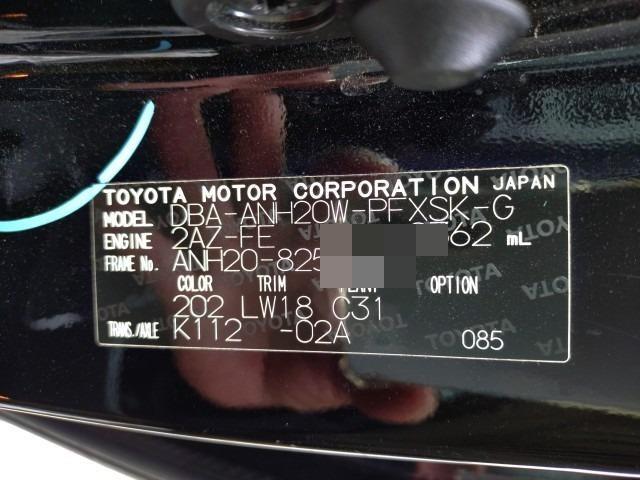 TOYOTA MOTOR CORPORATION JAPAN
MODEL DBA-ANH20W-PFXSK-G
ENGINE 2AZ-FE 62 mL
FRAME No. ANH20-825
COLOR TRIM PLANT OPTION
202 LW18 C31
TRANS./AXLE K112 -02A 085